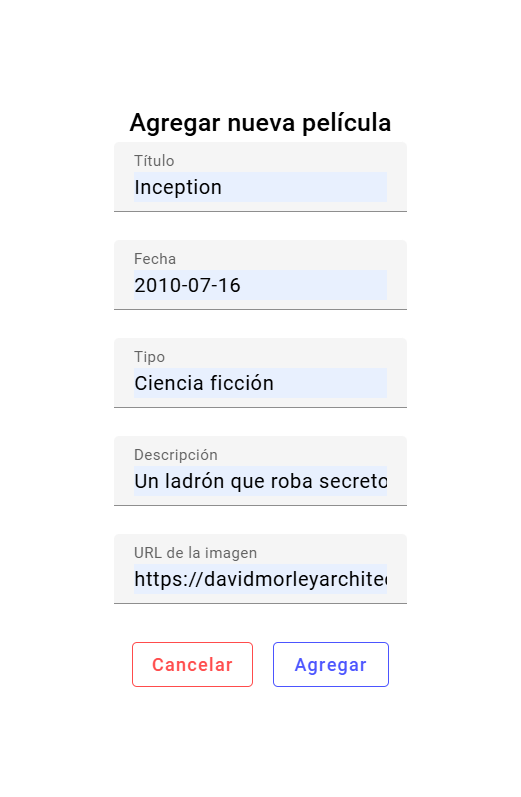 Agregar nueva película
Título
Inception
Fecha
2010-07-16
Tipo
Ciencia ficción
Descripción
Un ladrón que roba secreto
URL de la imagen
https://davidmorleyarchite
Cancelar
Agregar